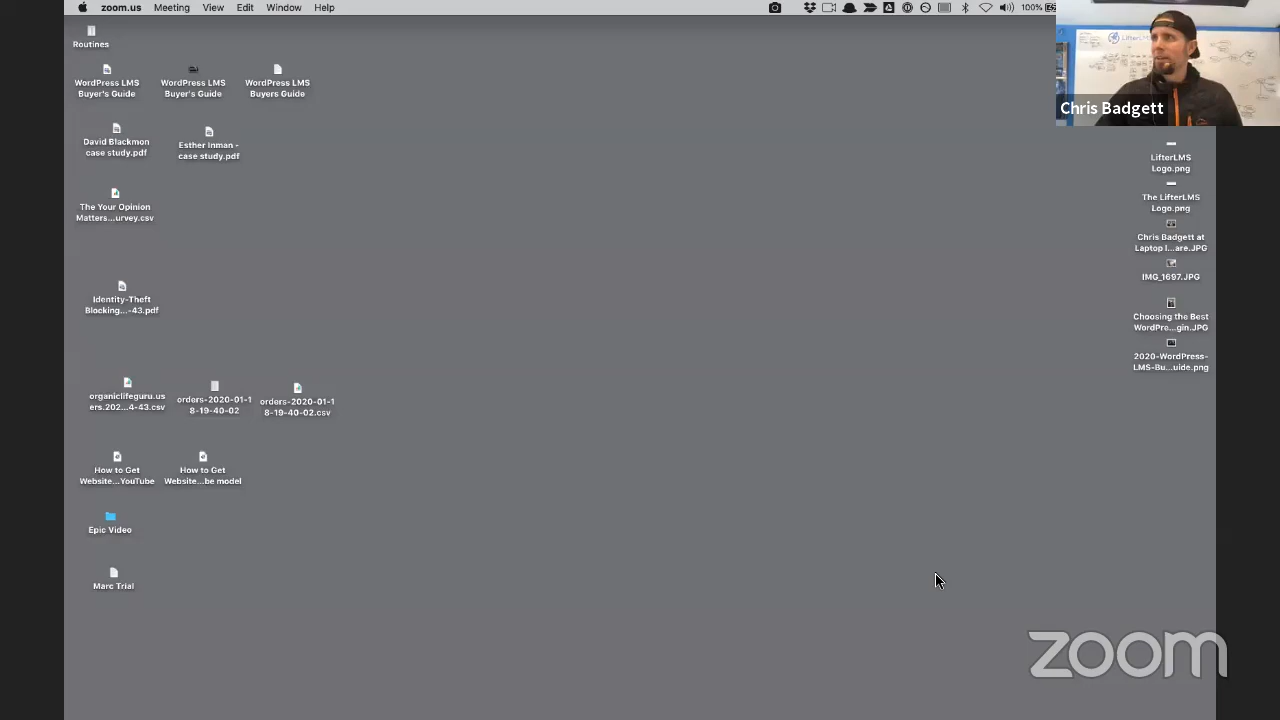 zoom.us Meeting View Edit Window Help
100%
Routines
WordPress LMS
Buyer's Guide
WordPress LMS
Buyer's Guide
WordPress LMS
Buyers Guide
David Blackmon
case study.pdf
Esther Inman -
case study.pdf
The Your Opinion
Matters...urvey.csv
Identity-Theft
Blocking...-43.pdf
organiclifeguru.us
ers.202...4-43.csv
orders-2020-01-1
8-19-40-02
orders-2020-01-1
8-19-40-02.csv
How to Get
Website...YouTube
How to Get
Website...be model
Epic Video
Marc Trial
Chris Badgett
LifterLMS
Logo.png
The LifterLMS
Logo.png
Chris Badgett at
Laptop l...are.JPG
IMG_1697.JPG
Choosing the Best
WordPre...gin.JPG
2020-WordPress-
LMS-Bu...uide.png
zoom